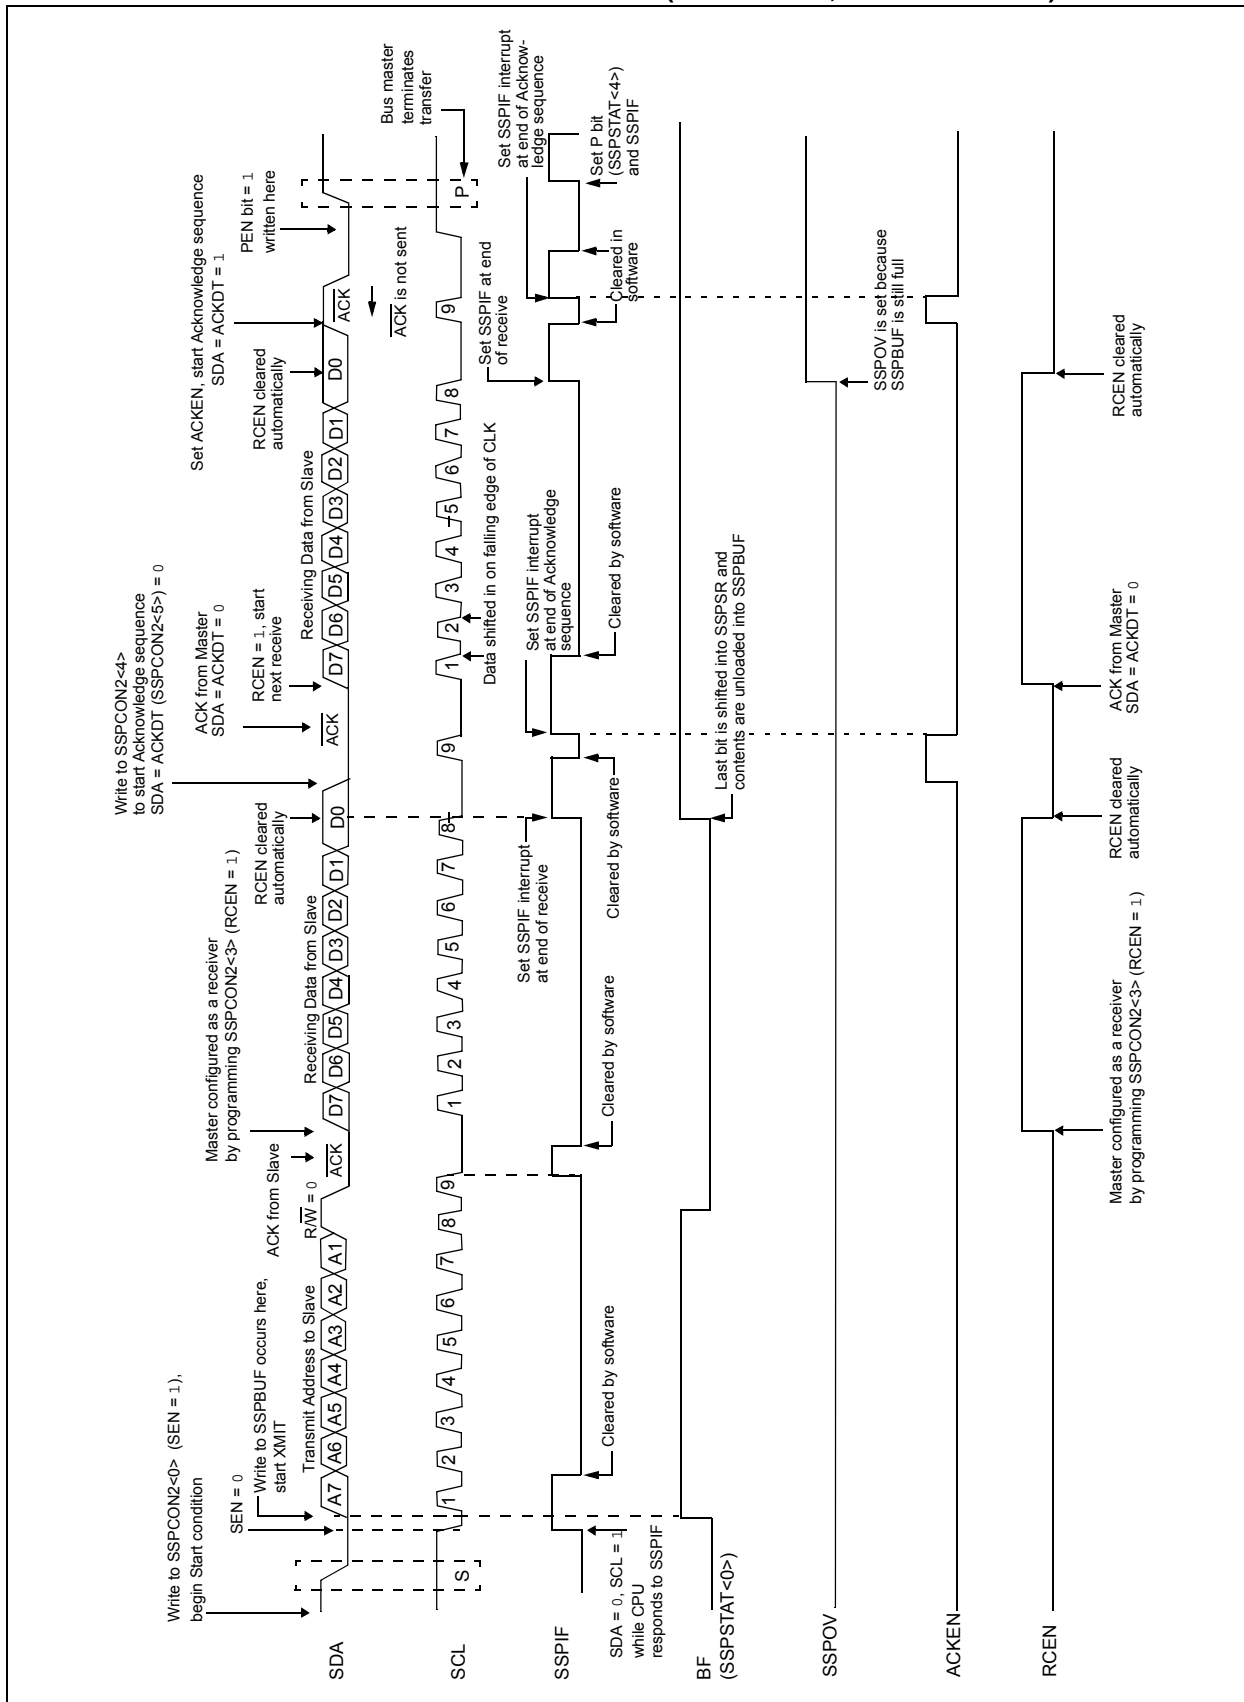 Write to SSPCON2<0> (SEN = 1),
begin Start condition
SEN = 0
Write to SSPBUF occurs here,
start XMIT
ACK from Slave
Master configured as a receiver
by programming SSPCON2<3> (RCEN = 1)
RCEN cleared
automatically
Write to SSPCON2<4>
to start Acknowledge sequence
SDA = ACKDT (SSPCON2<5>) = 0
ACK from Master
SDA = ACKDT = 0
RCEN = 1, start
next receive
RCEN cleared
automatically
Set ACKEN, start Acknowledge sequence
SDA = ACKDT = 1
PEN bit = 1
written here
Transmit Address to Slave
R/W = 0
Receiving Data from Slave
Receiving Data from Slave
SDA
A7 A6 A5 A4 A3 A2 A1 ACK D7 D6 D5 D4 D3 D2 D1 D0 ACK D7 D6 D5 D4 D3 D2 D1 D0 ACK
ACK is not sent
Bus master
terminates
transfer
SCL
S 1 2 3 4 5 6 7 8 9 1 2 3 4 5 6 7 8 9 1 2 3 4 5 6 7 8 9 P
Data shifted in on falling edge of CLK
Set SSPIF interrupt
at end of receive
Set SSPIF interrupt
at end of Acknowledge
sequence
Set SSPIF at end
of receive
Set SSPIF interrupt
at end of Acknow-
ledge sequence
SSPIF
SDA = 0, SCL = 1
while CPU
responds to SSPIF
Cleared by software
Cleared by software
Cleared by software
Cleared by software
Cleared by software
Cleared in
software
Set P bit
(SSPSTAT<4>)
and SSPIF
BF
(SSPSTAT<0>)
Last bit is shifted into SSPSR and
contents are unloaded into SSPBUF
SSPOV
SSPOV is set because
SSPBUF is still full
ACKEN
RCEN
Master configured as a receiver
by programming SSPCON2<3> (RCEN = 1)
RCEN cleared
automatically
ACK from Master
SDA = ACKDT = 0
RCEN cleared
automatically